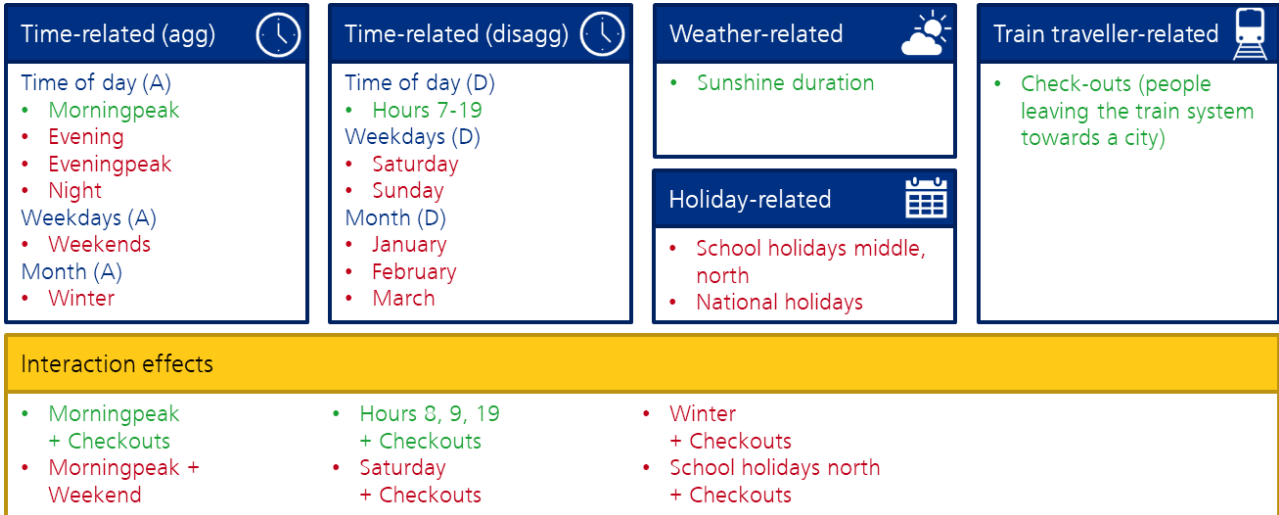 Time-related (agg)
Time of day (A)
• Morningpeak
• Evening
• Eveningpeak
• Night
Weekdays (A)
• Weekends
Month (A)
• Winter
Time-related (disagg)
Time of day (D)
• Hours 7-19
Weekdays (D)
• Saturday
• Sunday
Month (D)
• January
• February
• March
Weather-related
• Sunshine duration
Holiday-related
• School holidays middle,
north
• National holidays
Train traveller-related
• Check-outs (people
leaving the train system
towards a city)
Interaction effects
• Morningpeak
+ Checkouts
• Morningpeak +
Weekend
• Hours 8, 9, 19
+ Checkouts
• Saturday
+ Checkouts
• Winter
+ Checkouts
• School holidays north
+ Checkouts